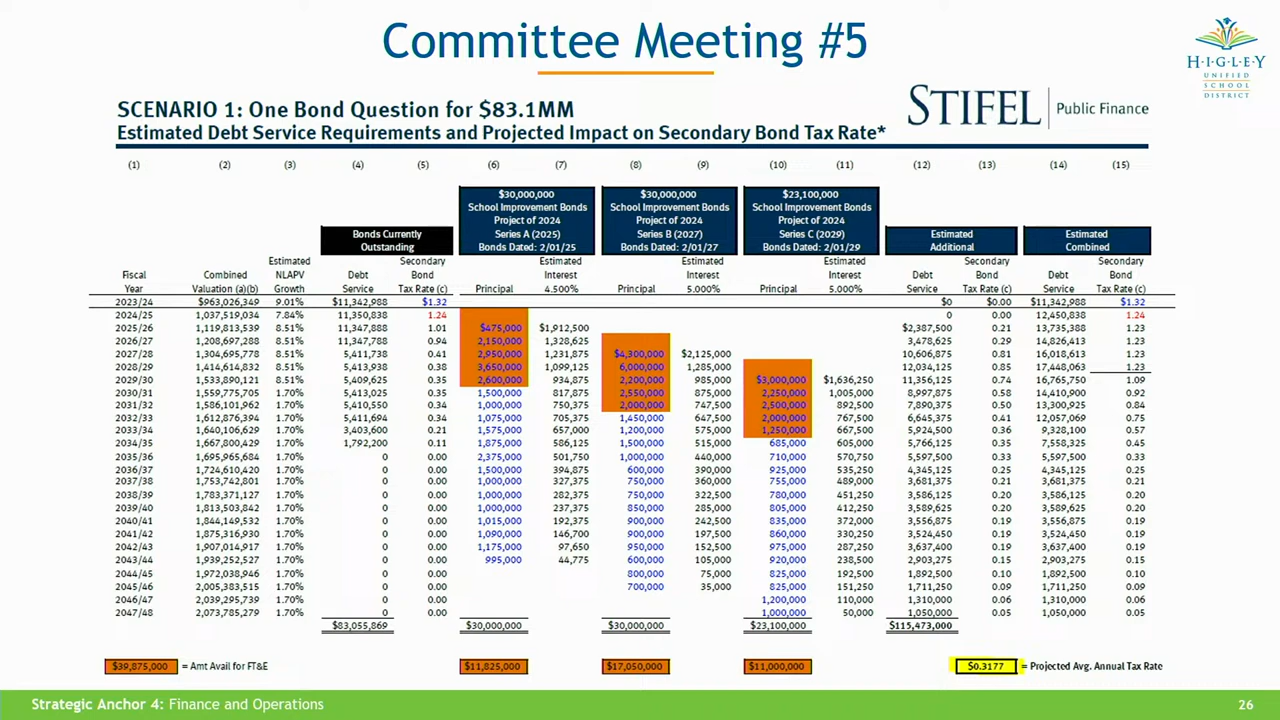 Committee Meeting #5
H·I·G·L·E·Y
UNIFIED
SCHOOL
DISTRICT
SCENARIO 1: One Bond Question for $83.1MM
Estimated Debt Service Requirements and Projected Impact on Secondary Bond Tax Rate*
STIFEL | Public Finance
(1) (2) (3) (4) (5) (6) (7) (8) (9) (10) (11) (12) (13) (14) (15)
$30,000,000 $30,000,000 $23,100,000
School Improvement Bonds School Improvement Bonds School Improvement Bonds
Project of 2024 Project of 2024 Project of 2024
Bonds Currently Series A (2025) Series B (2027) Series C (2029) Estimated Estimated
Outstanding Bonds Dated: 2/01/25 Bonds Dated: 2/01/27 Bonds Dated: 2/01/29 Additional Combined
Estimated Secondary Estimated Estimated Estimated Secondary Secondary
Fiscal Combined NLAPV Debt Bond Interest Interest Interest Debt Bond Debt Bond
Year Valuation (a)(b) Growth Service Tax Rate (c) Principal 4.500% Principal 5.000% Principal 5.000% Service Tax Rate (c) Service Tax Rate (c)
2023/24 $963,026,349 9.01% $11,342,988 $1.32 $0 $0.00 $11,342,988 $1.32
2024/25 1,037,519,034 7.84% 11,350,838 1.24 0 0.00 12,450,838 1.24
2025/26 1,119,813,539 8.51% 11,347,888 1.01 $475,000 $1,912,500 $2,387,500 0.21 13,735,388 1.23
2026/27 1,208,697,288 8.51% 11,347,788 0.94 2,150,000 1,328,625 3,478,625 0.29 14,826,413 1.23
2027/28 1,304,695,778 8.51% 5,411,738 0.41 2,950,000 1,231,875 $4,300,000 $2,125,000 10,606,875 0.81 16,018,613 1.23
2028/29 1,414,614,832 8.51% 5,413,938 0.38 3,650,000 1,099,125 6,000,000 1,285,000 12,034,125 0.85 17,448,063 1.23
2029/30 1,533,890,121 8.51% 5,409,625 0.35 2,600,000 934,875 2,200,000 985,000 $3,000,000 $1,636,250 11,356,125 0.74 16,765,750 1.09
2030/31 1,559,775,705 1.70% 5,413,025 0.35 1,500,000 817,875 2,550,000 875,000 2,250,000 1,005,000 8,997,875 0.58 14,410,900 0.92
2031/32 1,586,101,962 1.70% 5,410,550 0.34 1,000,000 750,375 2,000,000 747,500 2,500,000 892,500 7,890,375 0.50 13,300,925 0.84
2032/33 1,612,876,394 1.70% 5,411,694 0.34 1,075,000 705,375 1,450,000 647,500 2,000,000 767,500 6,645,375 0.41 12,057,069 0.75
2033/34 1,640,106,629 1.70% 3,403,600 0.21 1,575,000 657,000 1,200,000 575,000 1,250,000 667,500 5,924,500 0.36 9,328,100 0.57
2034/35 1,667,800,429 1.70% 1,792,200 0.11 1,875,000 586,125 1,500,000 515,000 685,000 605,000 5,766,125 0.35 7,558,325 0.45
2035/36 1,695,965,684 1.70% 0 0.00 2,375,000 501,750 1,000,000 440,000 710,000 570,750 5,597,500 0.33 5,597,500 0.33
2036/37 1,724,610,420 1.70% 0 0.00 1,500,000 394,875 600,000 390,000 925,000 535,250 4,345,125 0.25 4,345,125 0.25
2037/38 1,753,742,801 1.70% 0 0.00 1,000,000 327,375 750,000 360,000 755,000 489,000 3,681,375 0.21 3,681,375 0.21
2038/39 1,783,371,127 1.70% 0 0.00 1,000,000 282,375 750,000 322,500 780,000 451,250 3,586,125 0.20 3,586,125 0.20
2039/40 1,813,503,842 1.70% 0 0.00 1,000,000 237,375 850,000 285,000 805,000 412,250 3,589,625 0.20 3,589,625 0.20
2040/41 1,844,149,532 1.70% 0 0.00 1,015,000 192,375 900,000 242,500 835,000 372,000 3,556,875 0.19 3,556,875 0.19
2041/42 1,875,316,930 1.70% 0 0.00 1,090,000 146,700 900,000 197,500 860,000 330,250 3,524,450 0.19 3,524,450 0.19
2042/43 1,907,014,917 1.70% 0 0.00 1,175,000 97,650 950,000 152,500 975,000 287,250 3,637,400 0.19 3,637,400 0.19
2043/44 1,939,252,527 1.70% 0 0.00 995,000 44,775 600,000 105,000 920,000 238,500 2,903,275 0.15 2,903,275 0.15
2044/45 1,972,038,946 1.70% 0 0.00 800,000 75,000 825,000 192,500 1,892,500 0.10 1,892,500 0.10
2045/46 2,005,383,515 1.70% 0 0.00 700,000 35,000 825,000 151,250 1,711,250 0.09 1,711,250 0.09
2046/47 2,039,295,739 1.70% 0 0.00 1,200,000 110,000 1,310,000 0.06 1,310,000 0.06
2047/48 2,073,785,279 1.70% 0 0.00 1,000,000 50,000 1,050,000 0.05 1,050,000 0.05
$83,055,869 $30,000,000 $30,000,000 $23,100,000 $115,473,000
$39,875,000 = Amt Avail for FT&E $11,825,000 $17,050,000 $11,000,000 $0.3177 = Projected Avg. Annual Tax Rate
Strategic Anchor 4: Finance and Operations 26